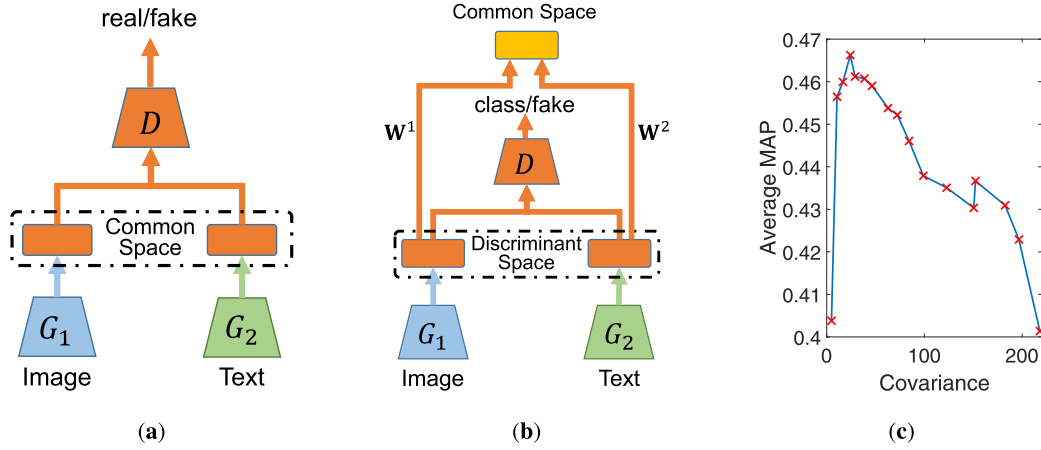 real/fake
D
Common
Space
G₁
G₂
Image
Text
(a)
Common Space
W¹
class/fake
W²
D
Discriminant
Space
G₁
G₂
Image
Text
(b)
0.47
0.46
0.45
0.44
0.43
0.42
0.41
0.4
Average MAP
0
100
200
Covariance
(c)